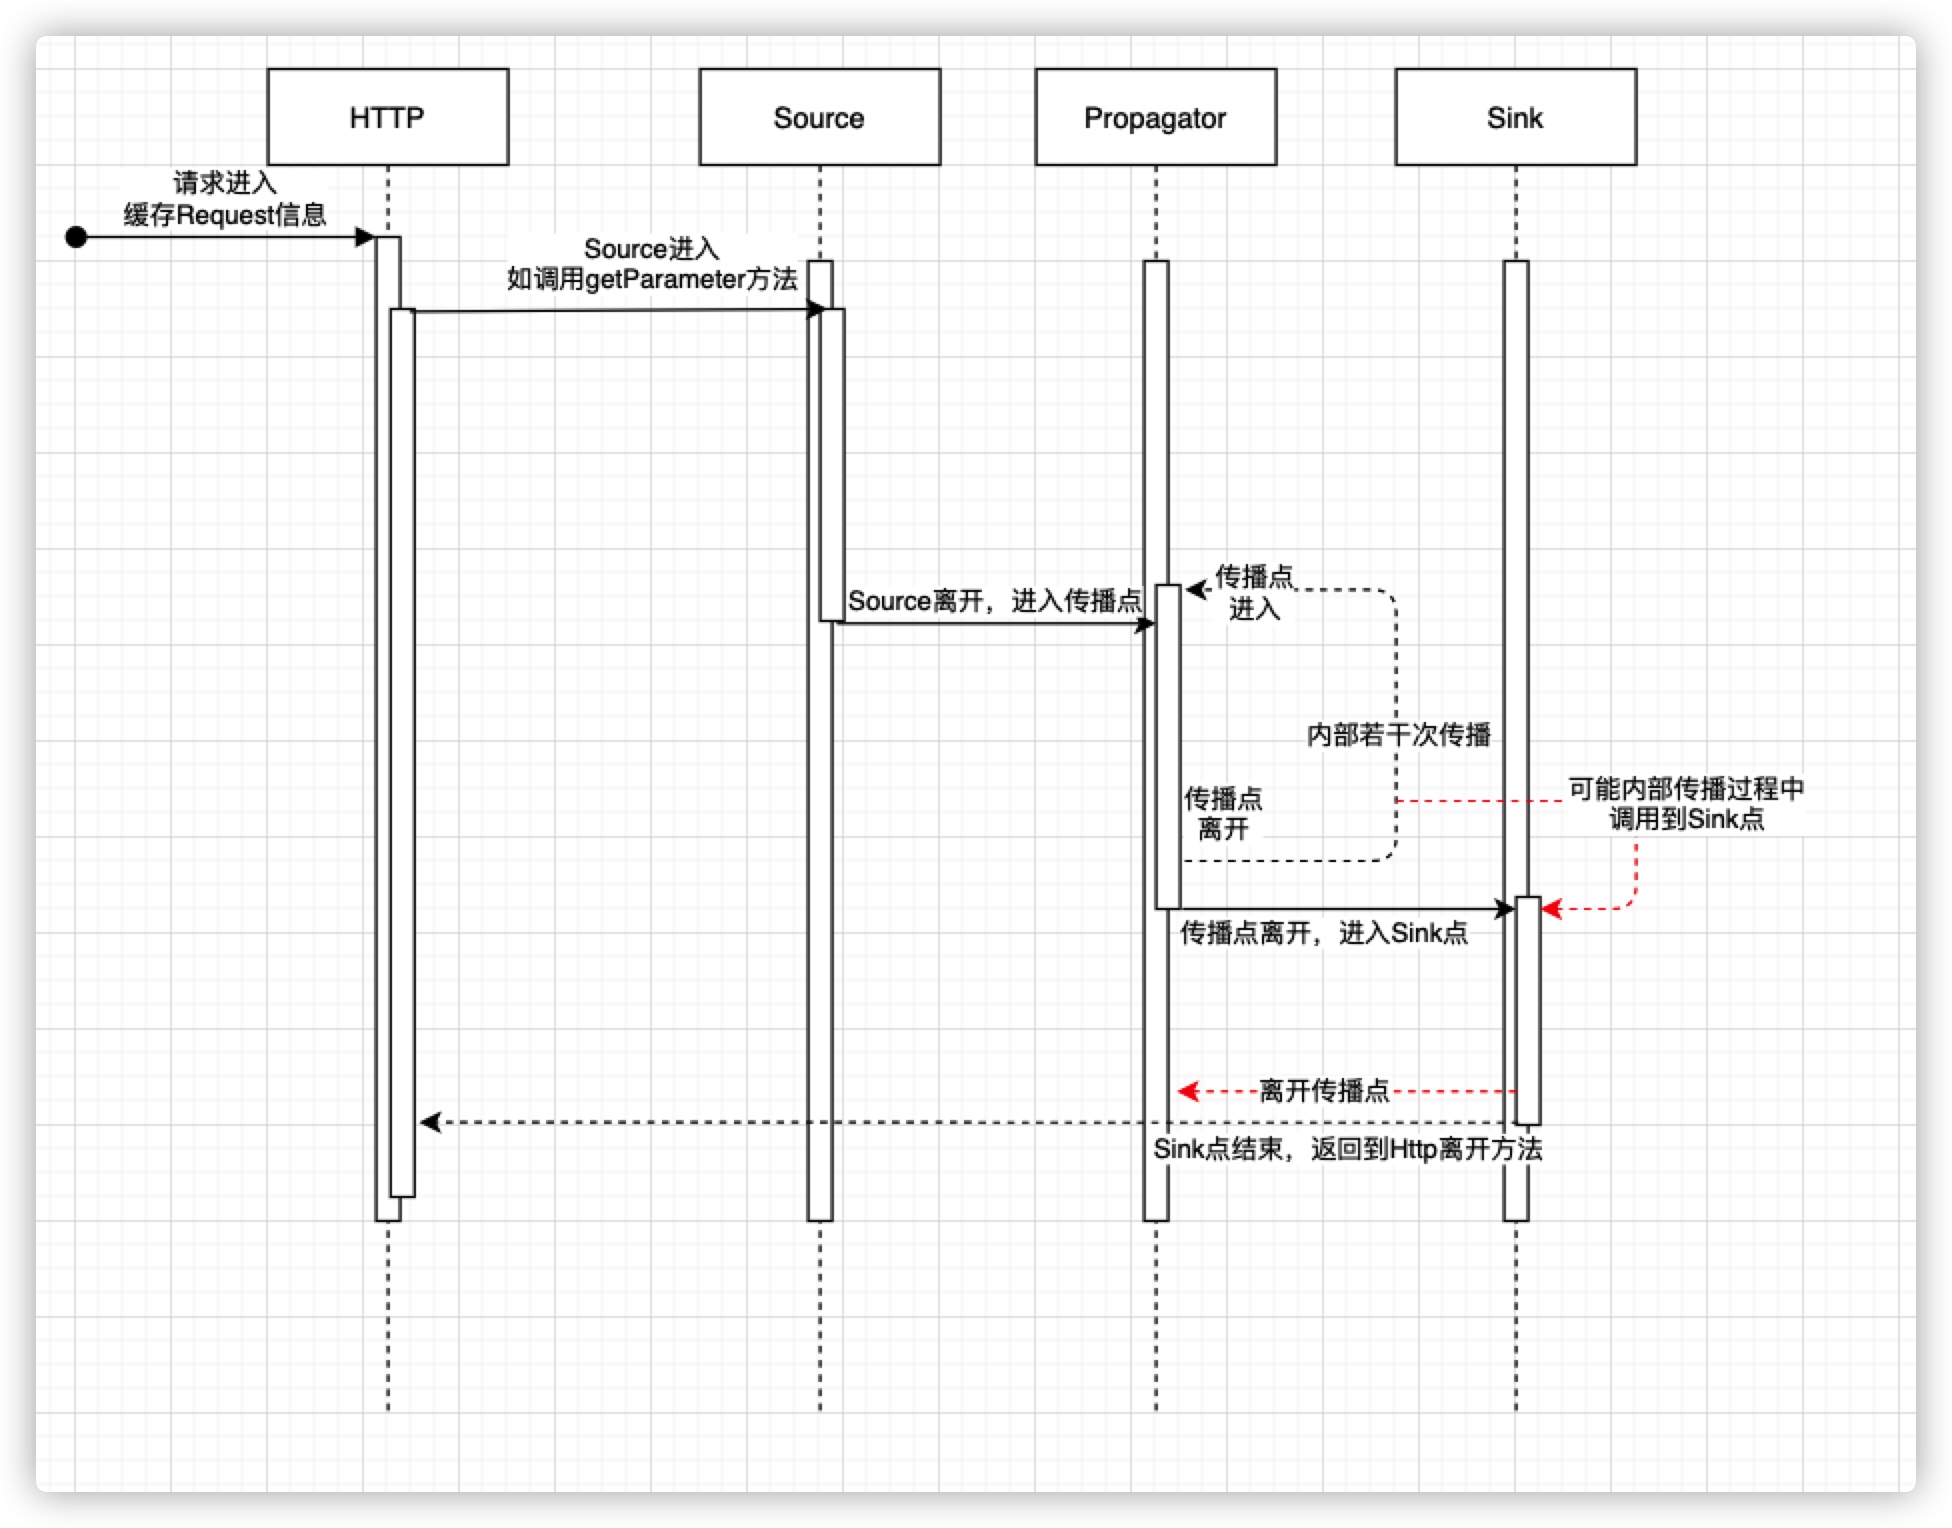 HTTP
Source
Propagator
Sink
请求进入
缓存Request信息
Source进入
如调用getParameter方法
传播点
进入
Source离开，进入传播点
内部若干次传播
可能内部传播过程中
调用到Sink点
传播点
离开
传播点离开，进入Sink点
离开传播点
Sink点结束，返回到Http离开方法